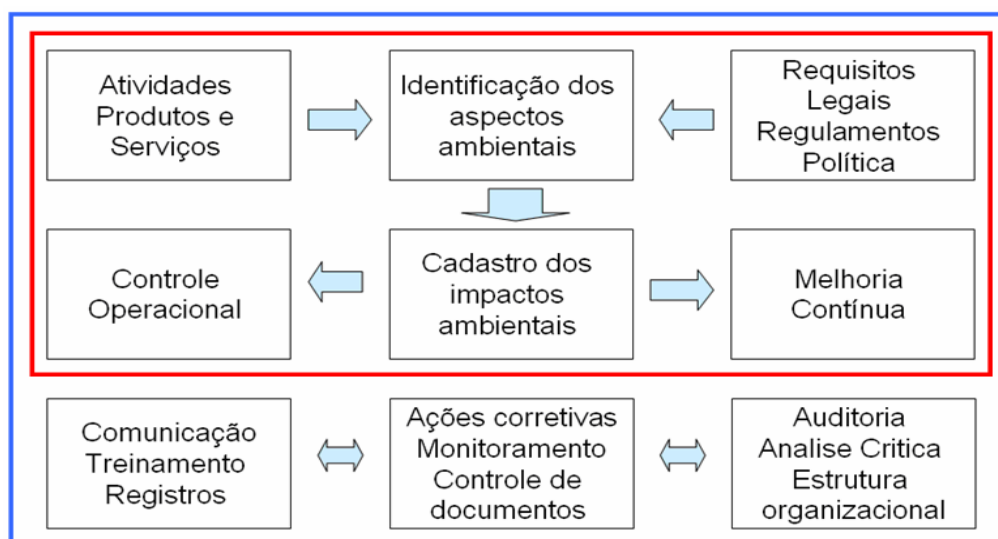 Atividades
Produtos e
Serviços
Identificação dos
aspectos
ambientais
Requisitos
Legais
Regulamentos
Política
Controle
Operacional
Cadastro dos
impactos
ambientais
Melhoria
Contínua
Comunicação
Treinamento
Registros
Ações corretivas
Monitoramento
Controle de
documentos
Auditoria
Analise Critica
Estrutura
organizacional